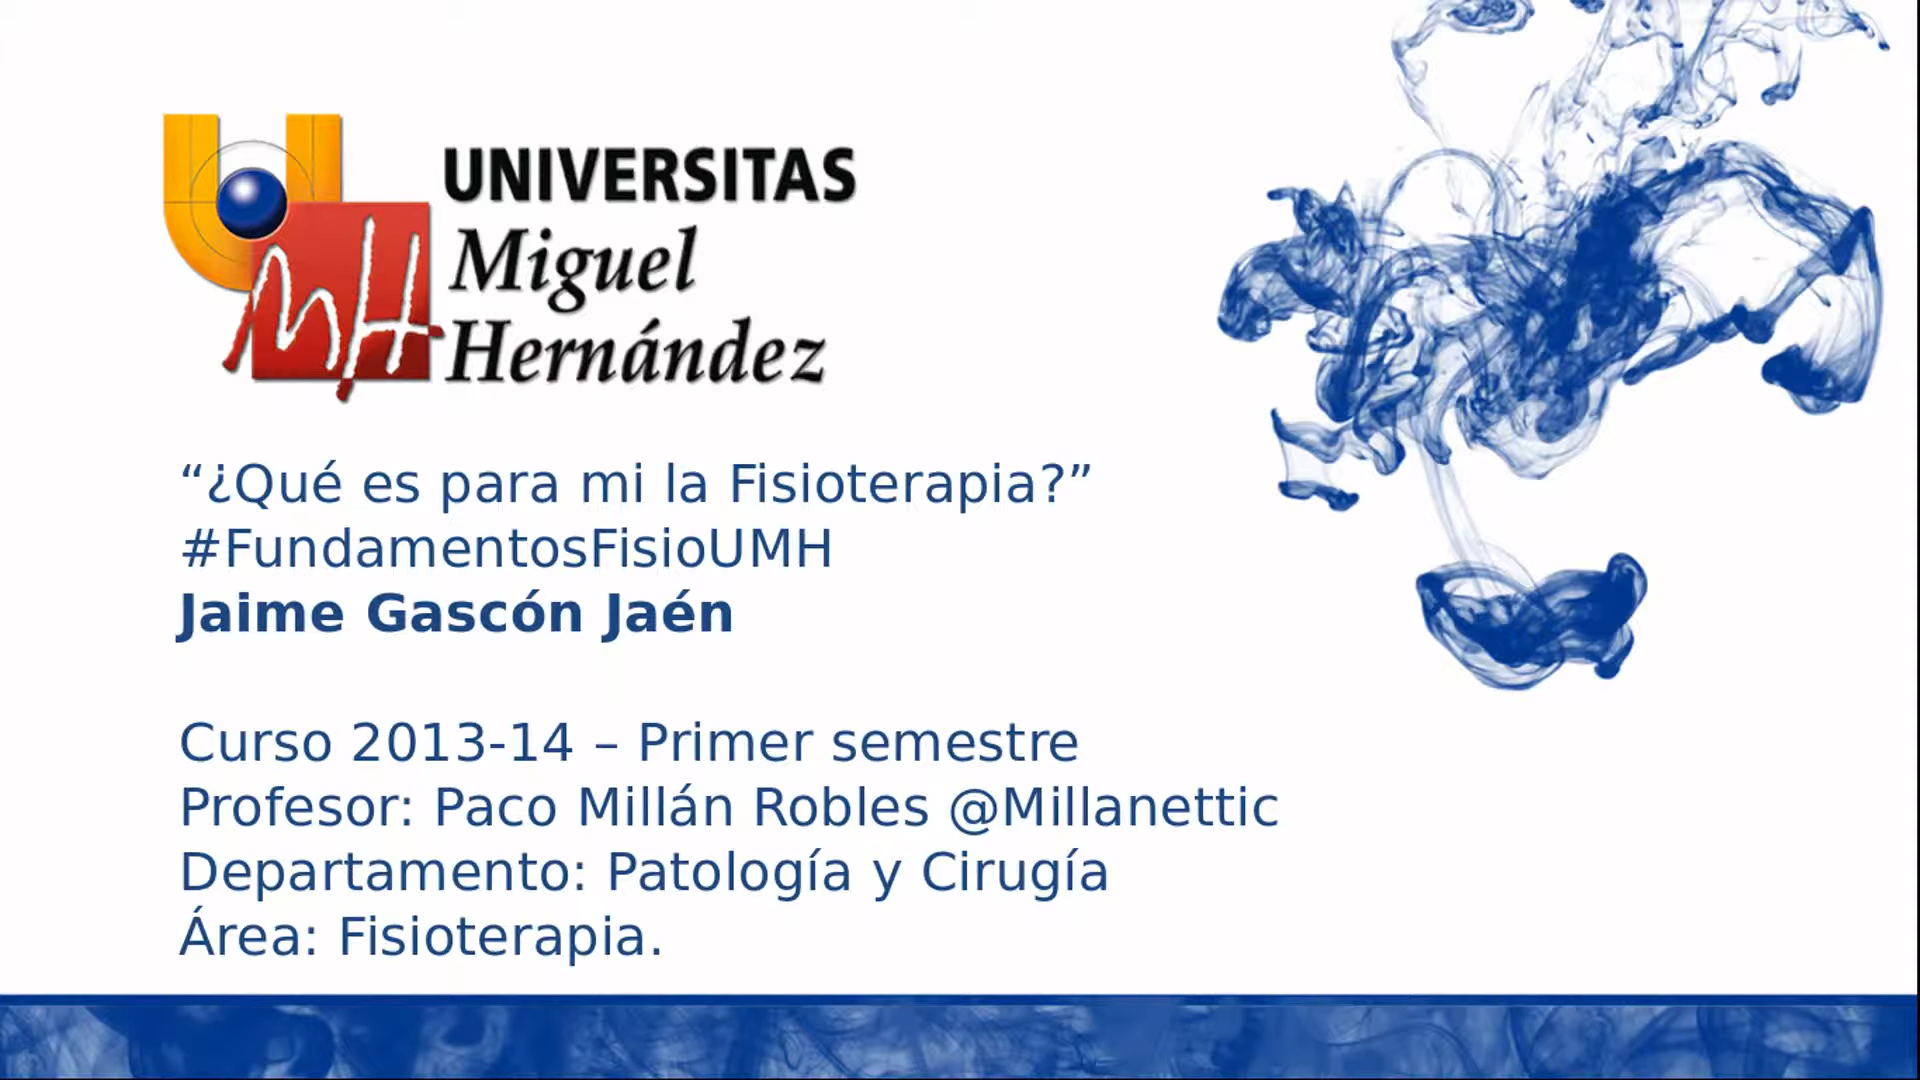 UNIVERSITAS
Miguel
Hernández
MH
“¿Qué es para mi la Fisioterapia?”
#FundamentosFisioUMH
Jaime Gascón Jaén
Curso 2013-14 – Primer semestre
Profesor: Paco Millán Robles @Millanettic
Departamento: Patología y Cirugía
Área: Fisioterapia.